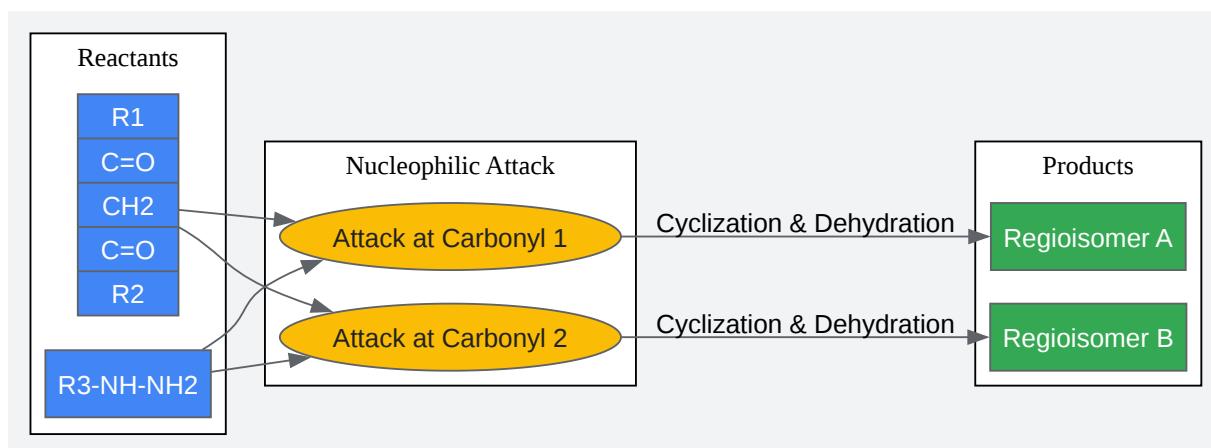 Reactants
R1
C=O
CH2
C=O
R2
R3-NH-NH2
Nucleophilic Attack
Attack at Carbonyl 1
Attack at Carbonyl 2
Cyclization & Dehydration
Cyclization & Dehydration
Products
Regioisomer A
Regioisomer B